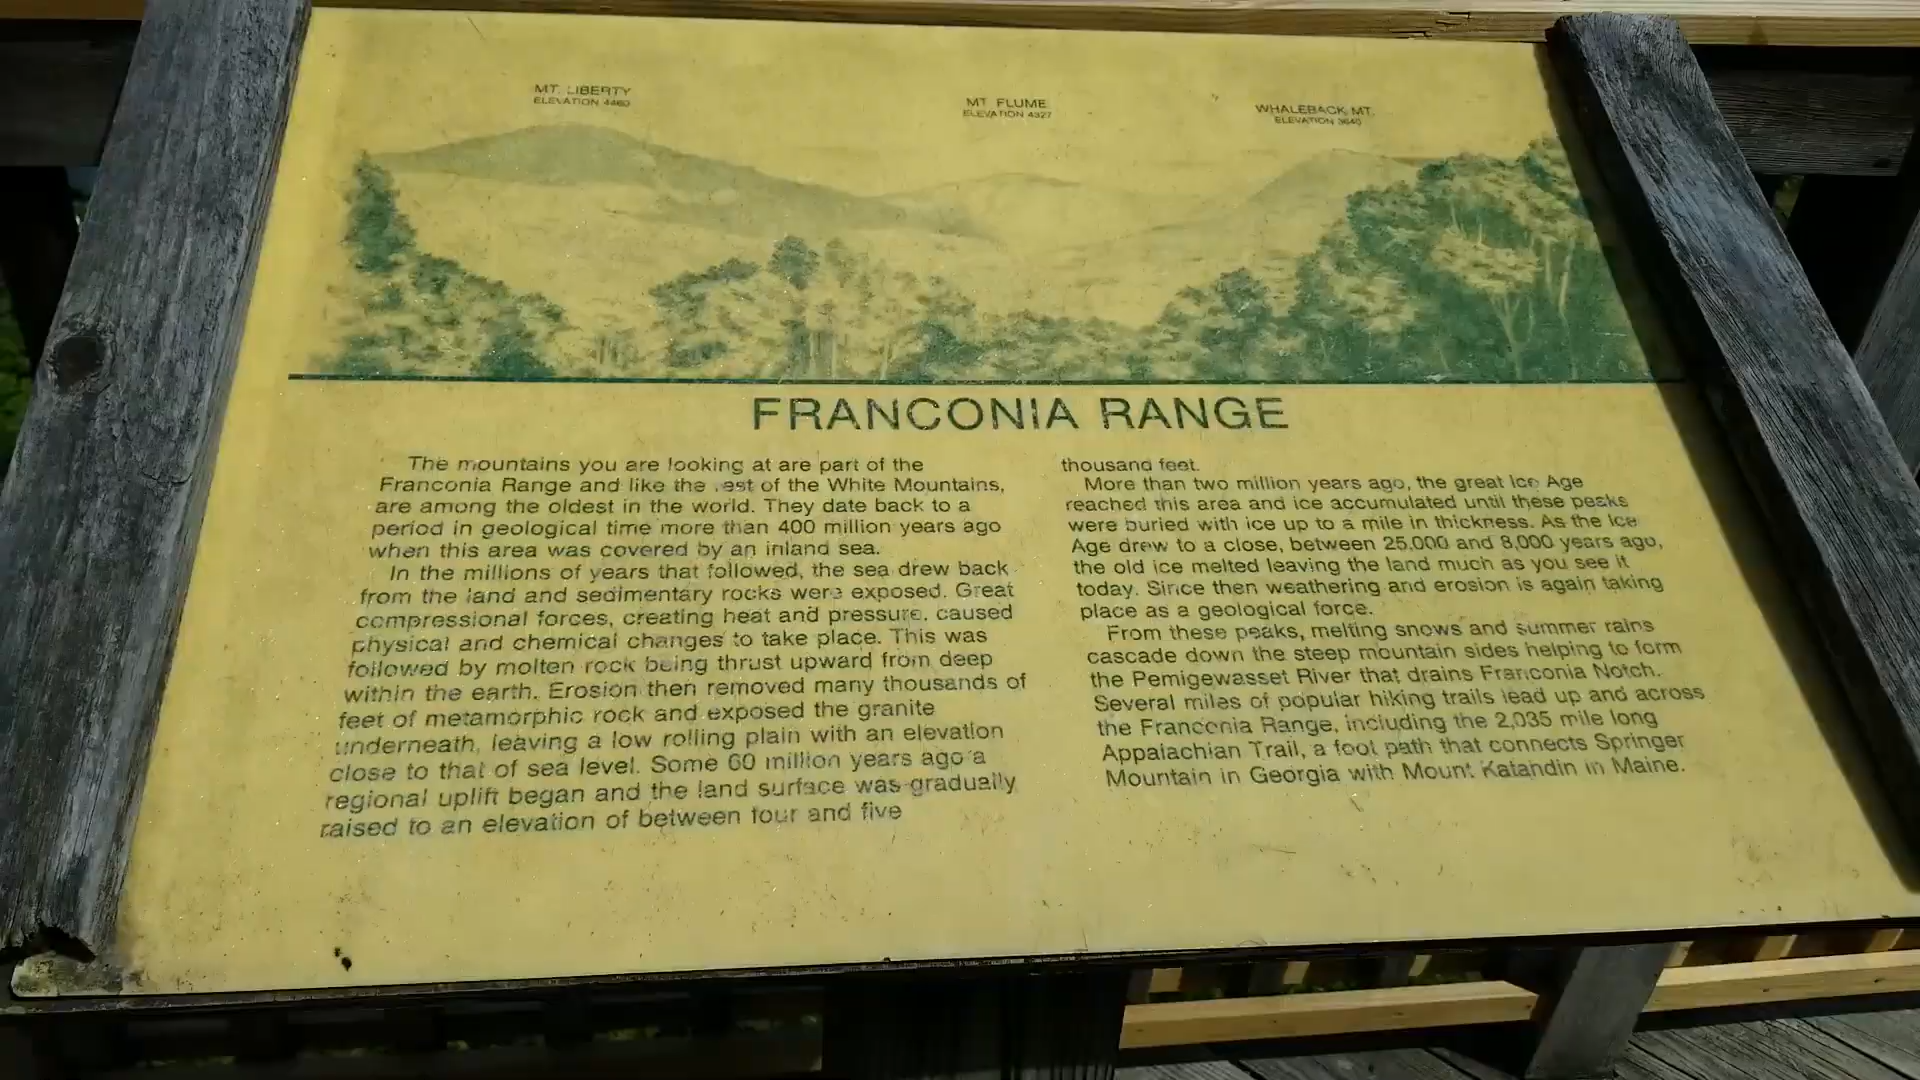 MT. LIBERTY
ELEVATION 4460
MT. FLUME
ELEVATION 4327
WHALEBACK MT.
ELEVATION 3640
FRANCONIA RANGE
The mountains you are looking at are part of the
Franconia Range and like the rest of the White Mountains,
are among the oldest in the world. They date back to a
period in geological time more than 400 million years ago
when this area was covered by an inland sea.
In the millions of years that followed, the sea drew back
from the land and sedimentary rocks were exposed. Great
compressional forces, creating heat and pressure, caused
physical and chemical changes to take place. This was
followed by molten rock being thrust upward from deep
within the earth. Erosion then removed many thousands of
feet of metamorphic rock and exposed the granite
underneath, leaving a low rolling plain with an elevation
close to that of sea level. Some 60 million years ago a
regional uplift began and the land surface was gradually
raised to an elevation of between four and five
thousand feet.
More than two million years ago, the great Ice Age
reached this area and ice accumulated until these peaks
were buried with ice up to a mile in thickness. As the Ice
Age drew to a close, between 25,000 and 8,000 years ago,
the old ice melted leaving the land much as you see it
today. Since then weathering and erosion is again taking
place as a geological force.
From these peaks, melting snows and summer rains
cascade down the steep mountain sides helping to form
the Pemigewasset River that drains Franconia Notch.
Several miles of popular hiking trails lead up and across
the Franconia Range, including the 2,035 mile long
Appalachian Trail, a foot path that connects Springer
Mountain in Georgia with Mount Katahdin in Maine.